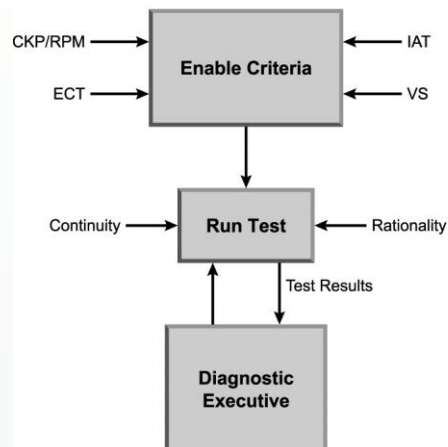 CKP/RPM
IAT
Enable Criteria
ECT
VS
Continuity
Run Test
Rationality
Test Results
Diagnostic
Executive